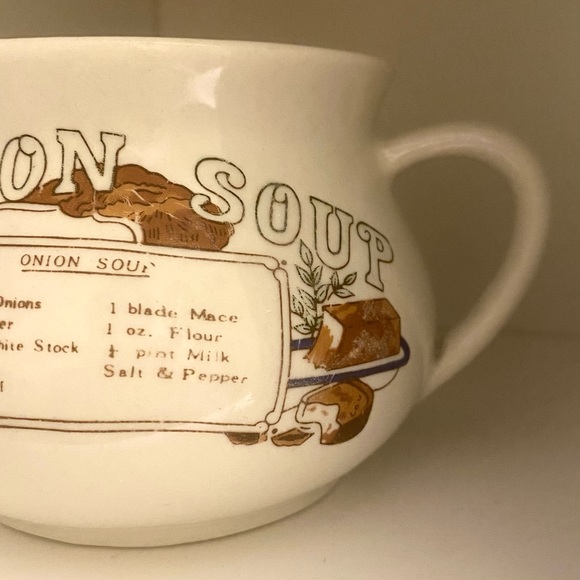 ON SOUP
ONION SOUP
Onions
er
hite Stock
1 blade Mace
1 oz. Flour
pint Milk
Salt & Pepper